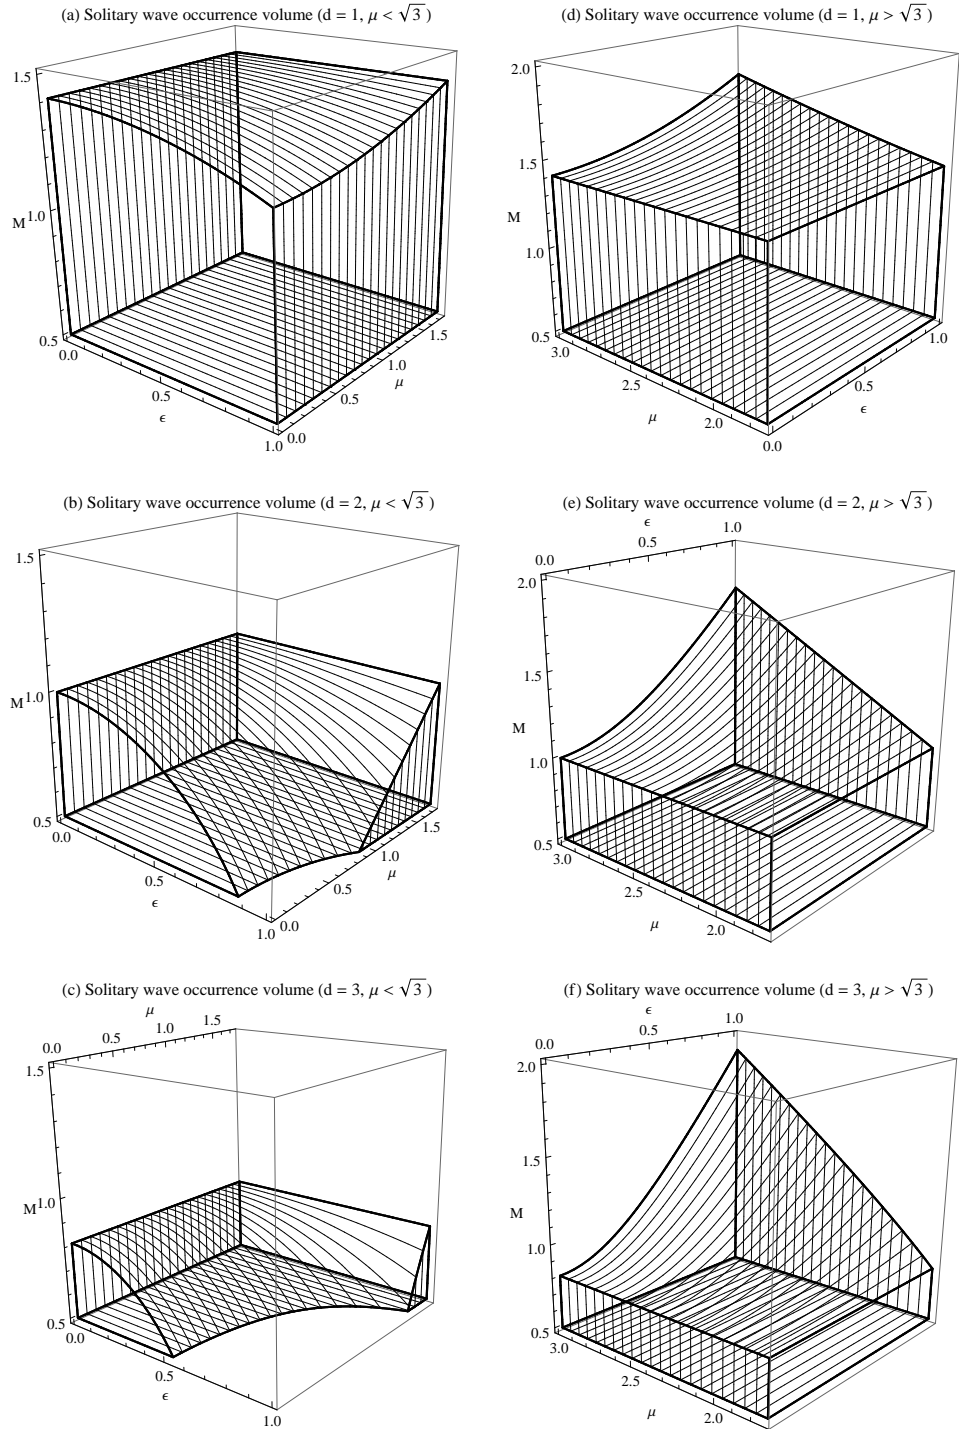 (a) Solitary wave occurrence volume (d = 1, μ < √3 )
1.5
M 1.0
0.5
0.0
0.5
ϵ
1.0
0.0
0.5
1.0
μ
1.5
(d) Solitary wave occurrence volume (d = 1, μ > √3 )
2.0
1.5
M
1.0
0.5
3.0
2.5
μ
2.0
0.0
0.5
ϵ
1.0
(b) Solitary wave occurrence volume (d = 2, μ < √3 )
1.5
M 1.0
0.5
0.0
0.5
ϵ
1.0
0.0
0.5
1.0
μ
1.5
(e) Solitary wave occurrence volume (d = 2, μ > √3 )
ϵ
0.0
0.5
1.0
2.0
1.5
M
1.0
0.5
3.0
2.5
μ
2.0
(c) Solitary wave occurrence volume (d = 3, μ < √3 )
μ
0.0
0.5
1.0
1.5
1.5
M 1.0
0.5
0.0
0.5
ϵ
1.0
(f) Solitary wave occurrence volume (d = 3, μ > √3 )
ϵ
0.0
0.5
1.0
2.0
1.5
M
1.0
0.5
3.0
2.5
μ
2.0